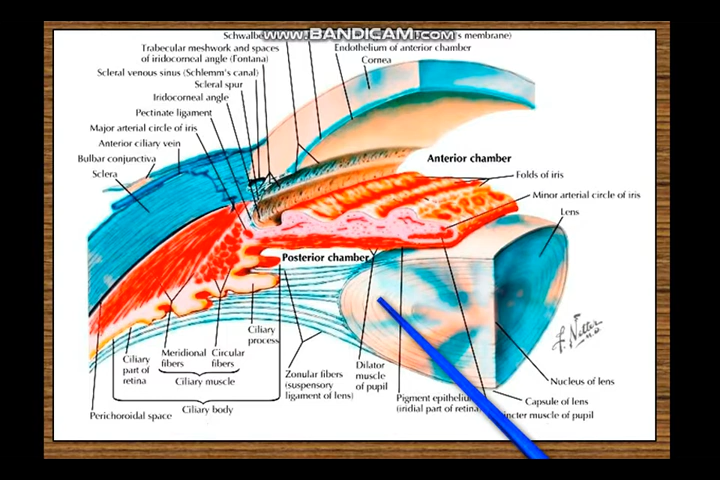 www.BANDICAM.com
Schwalbe
's membrane)
Trabecular meshwork and spaces
of iridocorneal angle (Fontana)
Endothelium of anterior chamber
Cornea
Scleral venous sinus (Schlemm's canal)
Scleral spur
Iridocorneal angle
Pectinate ligament
Major arterial circle of iris
Anterior ciliary vein
Bulbar conjunctiva
Sclera
Anterior chamber
Folds of iris
Minor arterial circle of iris
Lens
Posterior chamber
Ciliary
process
Ciliary
part of
retina
Meridional
fibers
Circular
fibers
Ciliary muscle
Ciliary body
Perichoroidal space
Zonular fibers
(suspensory
ligament of lens)
Dilator
muscle
of pupil
Pigment epithelium
(iridial part of retina)
Nucleus of lens
Capsule of lens
incter muscle of pupil
F. Netter
M.D.